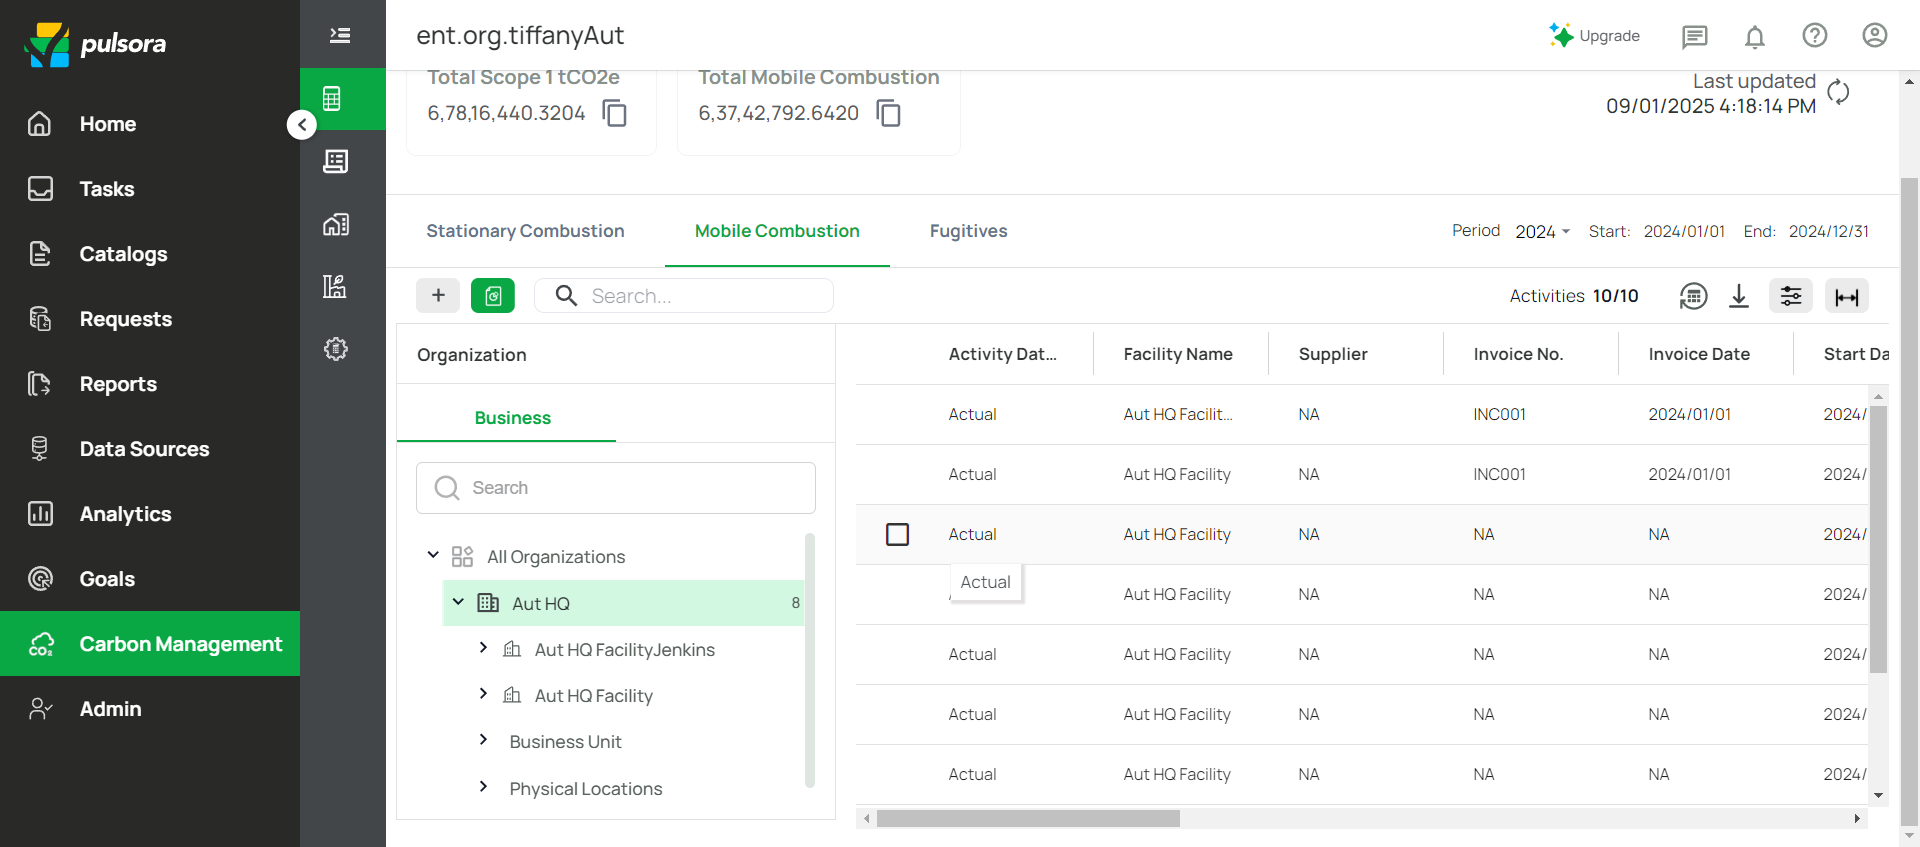 pulsora
Home
Tasks
Catalogs
Requests
Reports
Data Sources
Analytics
Goals
CO₂
Carbon Management
Admin
ent.org.tiffanyAut
Upgrade
Total Scope 1 tCO2e
6,78,16,440.3204
Total Mobile Combustion
6,37,42,792.6420
Last updated
09/01/2025 4:18:14 PM
Stationary Combustion
Mobile Combustion
Fugitives
Period 2024 Start: 2024/01/01 End: 2024/12/31
+
Search...
Activities 10/10
Organization
Business
Search
All Organizations
Aut HQ 8
Aut HQ FacilityJenkins
Aut HQ Facility
Business Unit
Physical Locations
Activity Dat... Facility Name Supplier Invoice No. Invoice Date Start Da
Actual Aut HQ Facilit... NA INC001 2024/01/01 2024/
Actual Aut HQ Facility NA INC001 2024/01/01 2024/
Actual Aut HQ Facility NA NA NA 2024/
Actual
Aut HQ Facility NA NA NA 2024/
Actual Aut HQ Facility NA NA NA 2024/
Actual Aut HQ Facility NA NA NA 2024/
Actual Aut HQ Facility NA NA NA 2024/